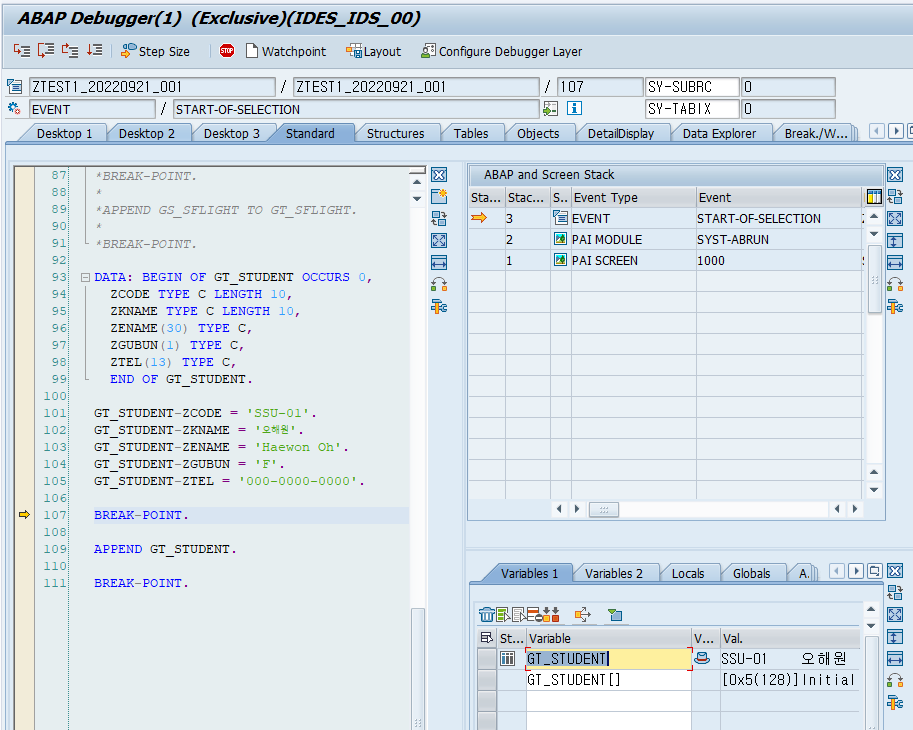 ABAP Debugger(1) (Exclusive)(IDES_IDS_00)
Step Size
STOP
Watchpoint
Layout
Configure Debugger Layer
ZTEST1_20220921_001 / ZTEST1_20220921_001 / 107 SY-SUBRC 0
EVENT / START-OF-SELECTION SY-TABIX 0
Desktop 1 Desktop 2 Desktop 3 Standard Structures Tables Objects DetailDisplay Data Explorer Break./W...
87 *BREAK-POINT.
88 *
89 *APPEND GS_SFLIGHT TO GT_SFLIGHT.
90 *
91 *BREAK-POINT.
92
93 DATA: BEGIN OF GT_STUDENT OCCURS 0,
94 ZCODE TYPE C LENGTH 10,
95 ZKNAME TYPE C LENGTH 10,
96 ZENAME(30) TYPE C,
97 ZGUBUN(1) TYPE C,
98 ZTEL(13) TYPE C,
99 END OF GT_STUDENT.
100
101 GT_STUDENT-ZCODE = 'SSU-01'.
102 GT_STUDENT-ZKNAME = '오해원'.
103 GT_STUDENT-ZENAME = 'Haewon Oh'.
104 GT_STUDENT-ZGUBUN = 'F'.
105 GT_STUDENT-ZTEL = '000-0000-0000'.
106
107 BREAK-POINT.
108
109 APPEND GT_STUDENT.
110
111 BREAK-POINT.
ABAP and Screen Stack
Sta... Stac... S.. Event Type Event
3 EVENT START-OF-SELECTION
2 PAI MODULE SYST-ABRUN
1 PAI SCREEN 1000
Variables 1 Variables 2 Locals Globals A.
St... Variable V... Val.
GT_STUDENT SSU-01 오해원
GT_STUDENT[] [0x5(128)]Initial